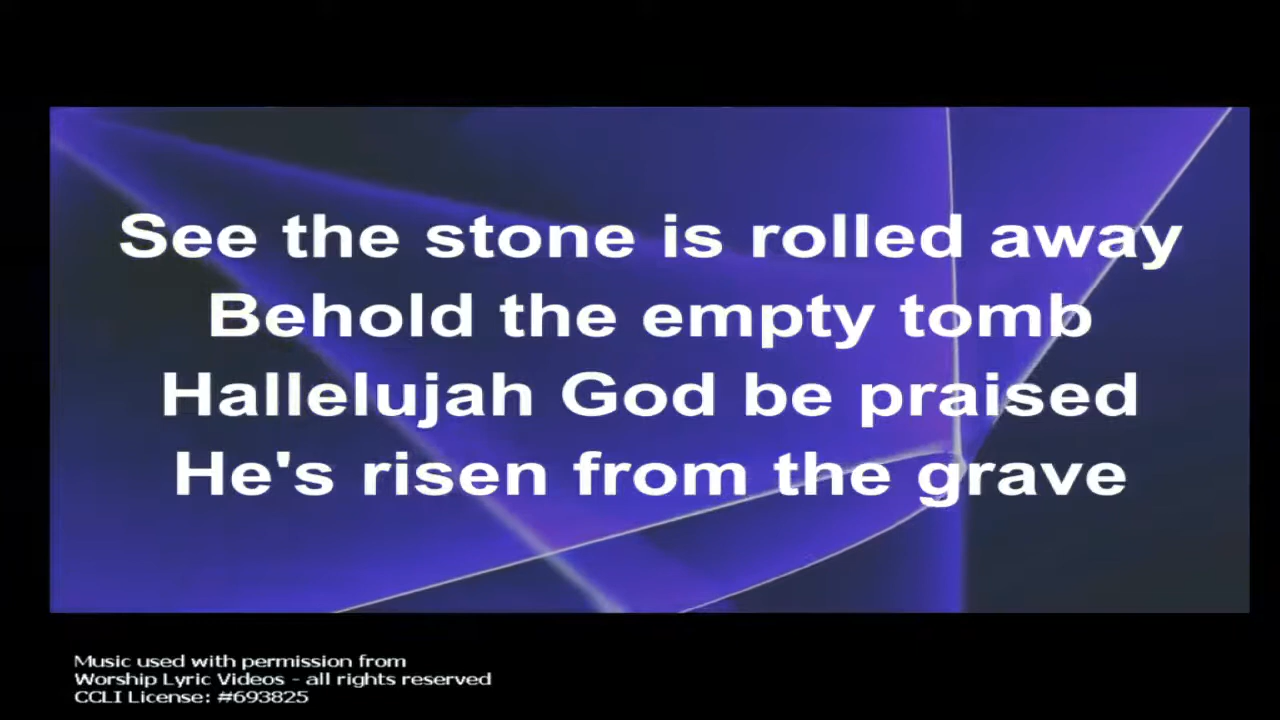 See the stone is rolled away
Behold the empty tomb
Hallelujah God be praised
He's risen from the grave
Music used with permission from
Worship Lyric Videos - all rights reserved
CCLI License: #693825